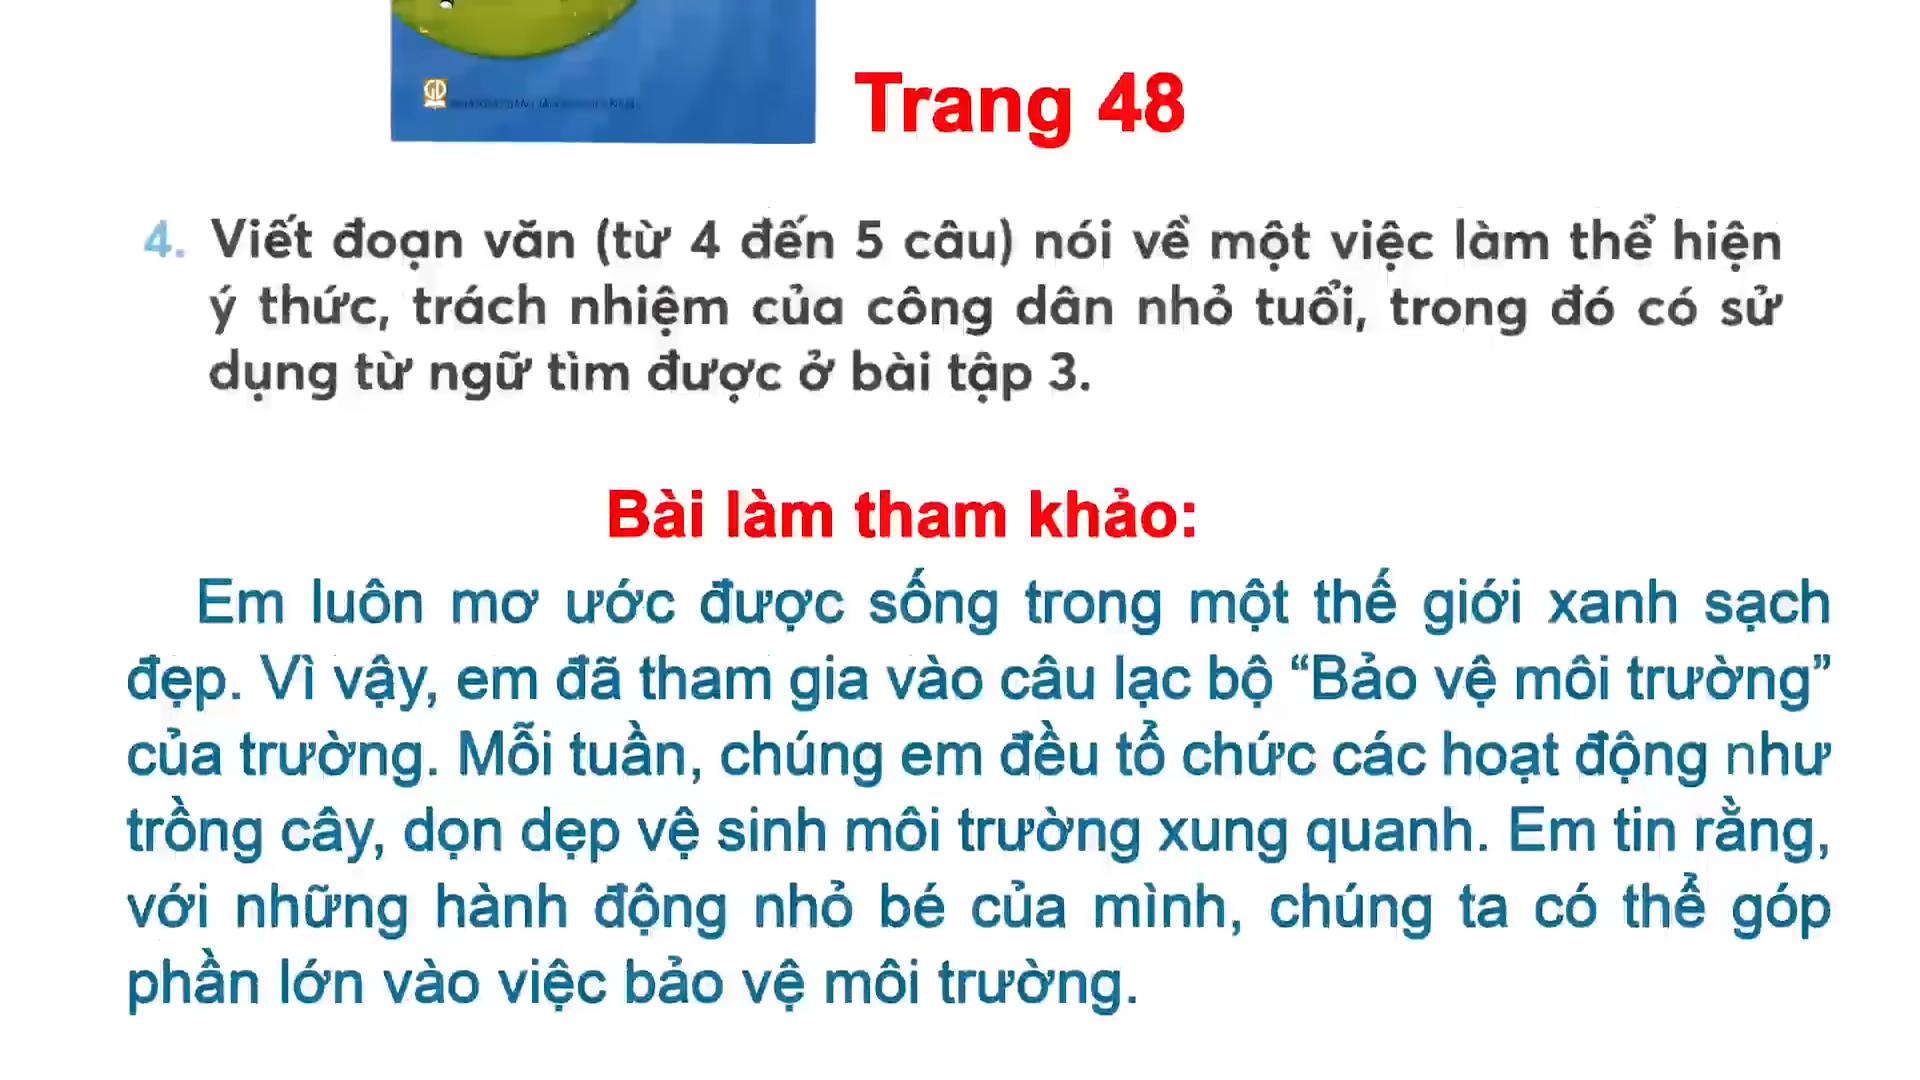 GD
Trang 48
4. Viết đoạn văn (từ 4 đến 5 câu) nói về một việc làm thể hiện
ý thức, trách nhiệm của công dân nhỏ tuổi, trong đó có sử
dụng từ ngữ tìm được ở bài tập 3.
Bài làm tham khảo:
Em luôn mơ ước được sống trong một thế giới xanh sạch
đẹp. Vì vậy, em đã tham gia vào câu lạc bộ “Bảo vệ môi trường”
của trường. Mỗi tuần, chúng em đều tổ chức các hoạt động như
trồng cây, dọn dẹp vệ sinh môi trường xung quanh. Em tin rằng,
với những hành động nhỏ bé của mình, chúng ta có thể góp
phần lớn vào việc bảo vệ môi trường.